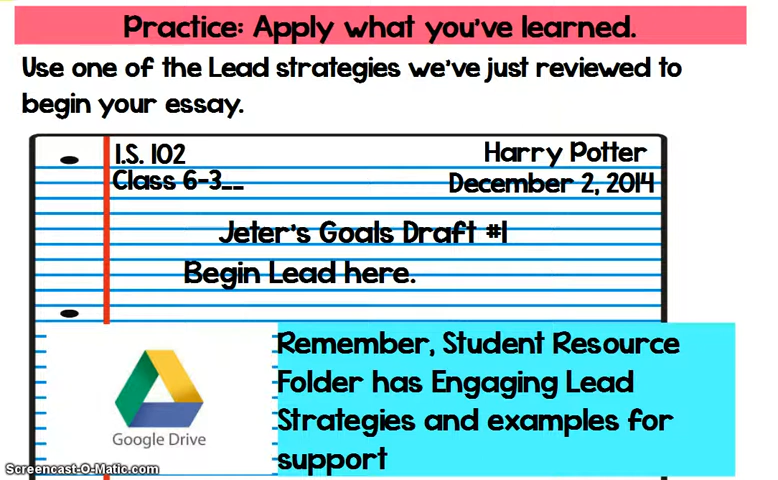 Practice: Apply what you've learned.
Use one of the Lead strategies we've just reviewed to
begin your essay.
I.S. 102
Harry Potter
Class 6-3__
December 2, 2014
Jeter's Goals Draft #1
Begin Lead here.
Remember, Student Resource
Folder has Engaging Lead
Strategies and examples for
support
Google Drive
Screencast-O-Matic.com